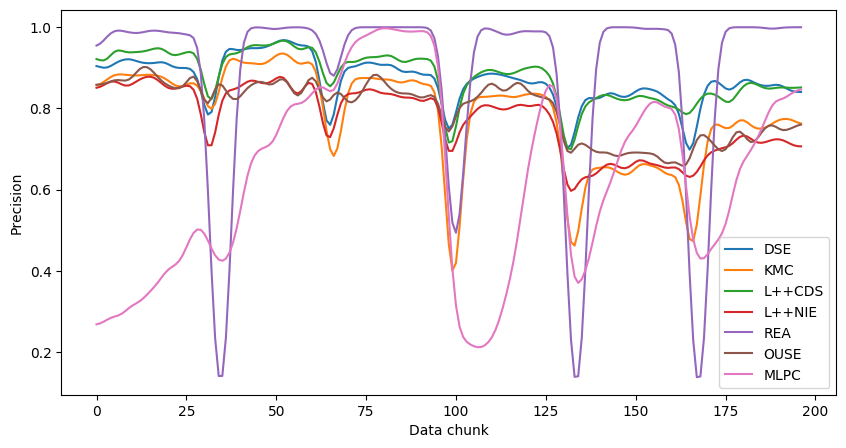 1.0
0.8
0.6
0.4
0.2
Precision
0
25
50
75
100
125
150
175
200
Data chunk
DSE
KMC
L++CDS
L++NIE
REA
OUSE
MLPC